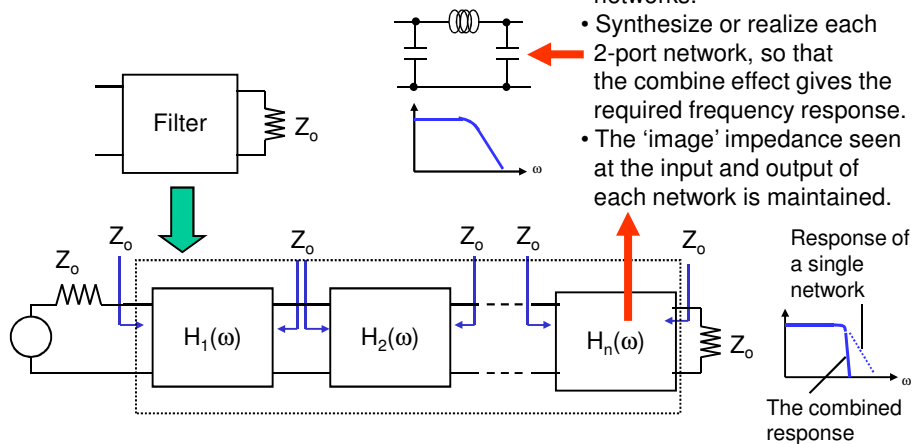 networks.
• Synthesize or realize each
2-port network, so that
the combine effect gives the
required frequency response.
• The ‘image’ impedance seen
at the input and output of
each network is maintained.
Filter
Zo
ω
Zo
Zo
Zo
Zo
Zo
Zo
Zo
H1(ω)
H2(ω)
Hn(ω)
Response of
a single
network
ω
The combined
response